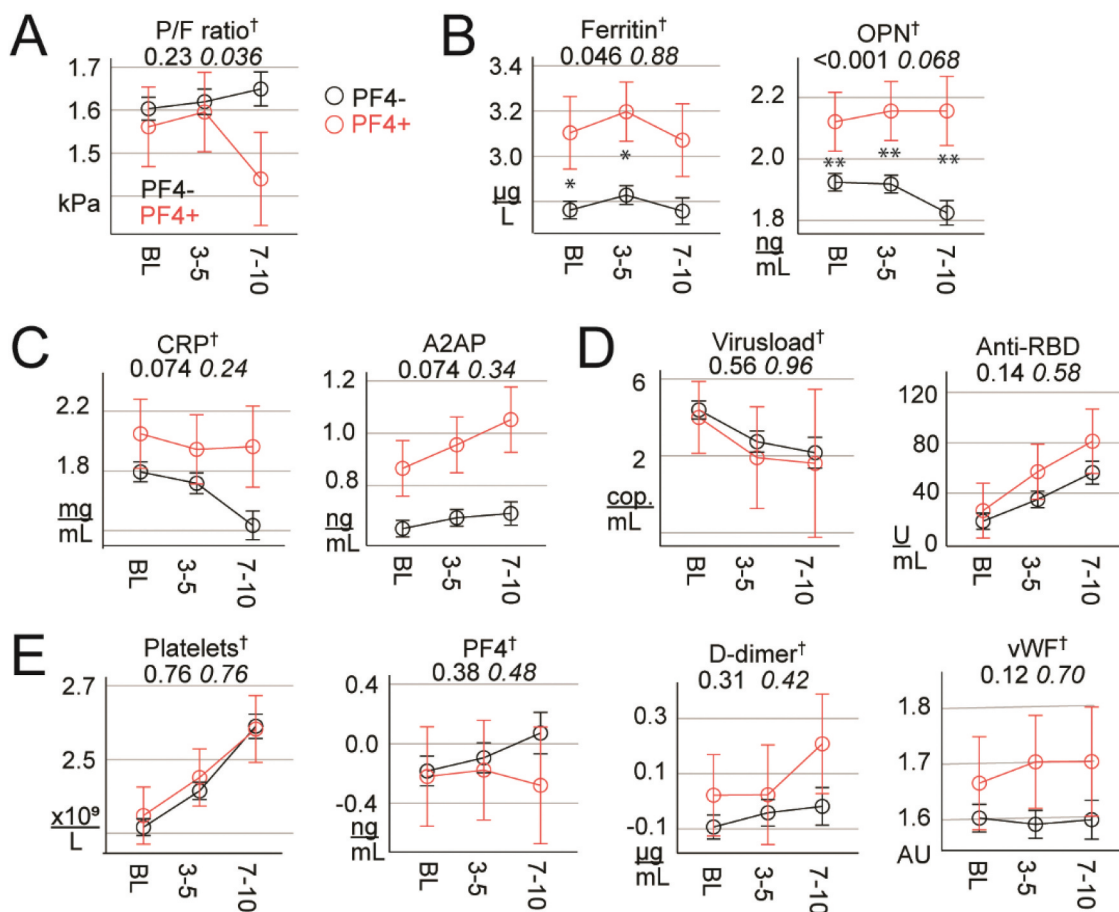 A
P/F ratio†
0.23 0.036
1.7
1.6
1.5
kPa
PF4-
PF4+
BL
3-5
7-10
PF4-
PF4+
B
Ferritin†
0.046 0.88
3.4
3.2
3.0
µg
L
*
*
BL
3-5
7-10
OPN†
<0.001 0.068
2.2
2.0
1.8
ng
mL
**
**
**
BL
3-5
7-10
C
CRP†
0.074 0.24
2.2
1.8
mg
mL
BL
3-5
7-10
A2AP
0.074 0.34
1.2
1.0
0.8
ng
mL
BL
3-5
7-10
D
Virusload†
0.56 0.96
6
2
cop.
mL
BL
3-5
7-10
Anti-RBD
0.14 0.58
120
80
40
0
U
mL
BL
3-5
7-10
E
Platelets†
0.76 0.76
2.7
2.5
x10⁹
L
BL
3-5
7-10
PF4†
0.38 0.48
0.4
0.0
-0.4
ng
mL
BL
3-5
7-10
D-dimer†
0.31 0.42
0.3
0.1
-0.1
µg
mL
BL
3-5
7-10
vWF†
0.12 0.70
1.8
1.7
1.6
AU
BL
3-5
7-10